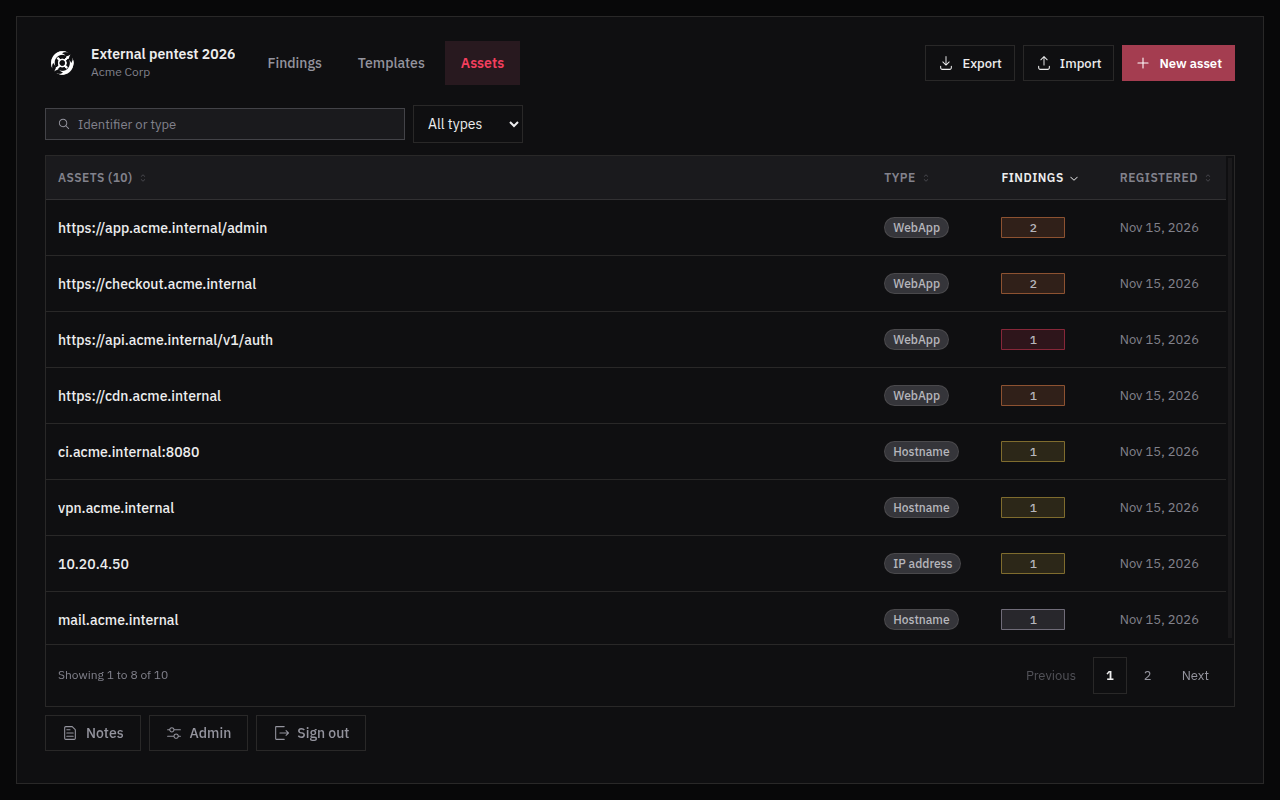 External pentest 2026
Acme Corp
Findings
Templates
Assets
Export
Import
New asset
Identifier or type
All types
ASSETS (10) TYPE FINDINGS REGISTERED
https://app.acme.internal/admin WebApp 2 Nov 15, 2026
https://checkout.acme.internal WebApp 2 Nov 15, 2026
https://api.acme.internal/v1/auth WebApp 1 Nov 15, 2026
https://cdn.acme.internal WebApp 1 Nov 15, 2026
ci.acme.internal:8080 Hostname 1 Nov 15, 2026
vpn.acme.internal Hostname 1 Nov 15, 2026
10.20.4.50 IP address 1 Nov 15, 2026
mail.acme.internal Hostname 1 Nov 15, 2026
Showing 1 to 8 of 10
Previous 1 2 Next
Notes
Admin
Sign out